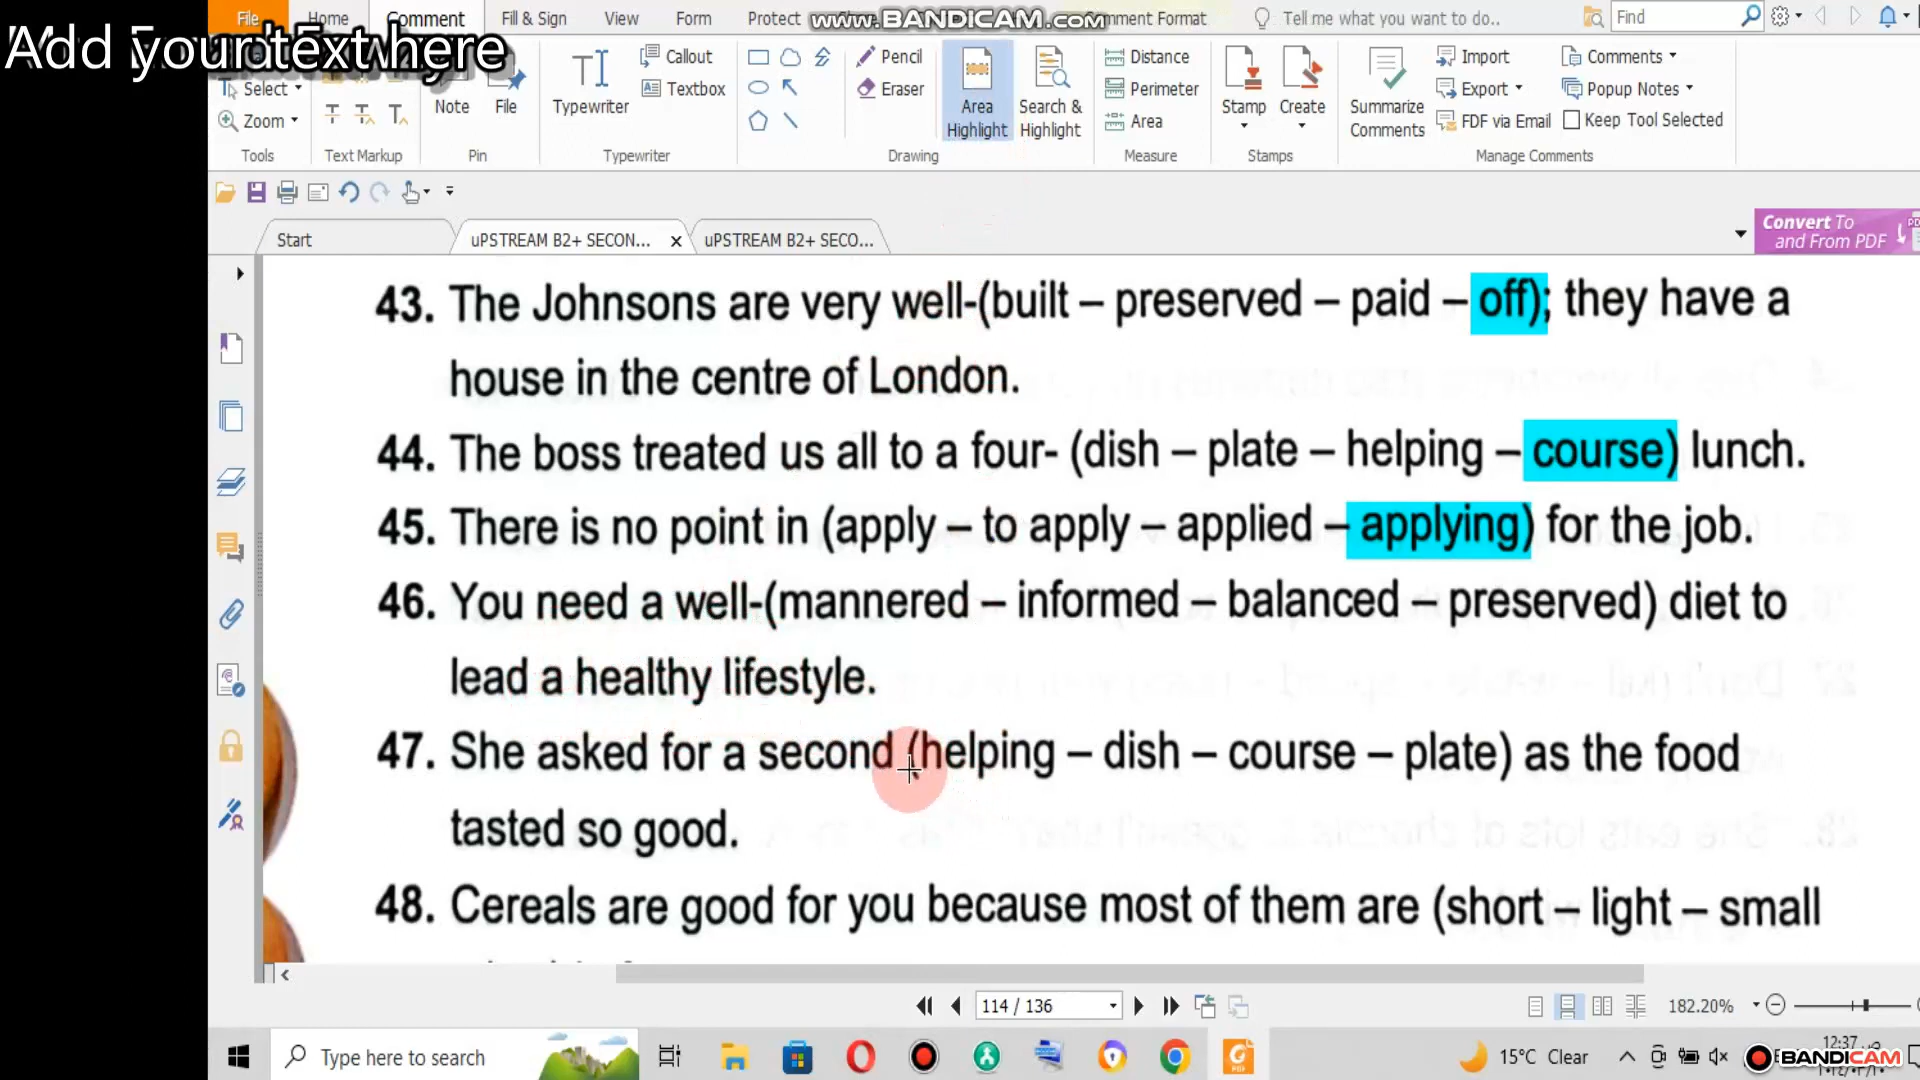 File Home Comment Fill & Sign View Form Protect Comment Format Tell me what you want to do.. Find
www.BANDICAM.com
Add your text here
Select
Zoom
Tools
Text Markup
Note
File
Pin
Typewriter
Callout
Textbox
Typewriter
Pencil
Eraser
Area Highlight
Search & Highlight
Drawing
Distance
Perimeter
Area
Measure
Stamp
Create
Stamps
Summarize Comments
Import
Export
FDF via Email
Comments
Popup Notes
Keep Tool Selected
Manage Comments
Start
uPSTREAM B2+ SECON...
uPSTREAM B2+ SECO...
Convert To
and From PDF
43. The Johnsons are very well-(built – preserved – paid – off); they have a
house in the centre of London.
44. The boss treated us all to a four- (dish – plate – helping – course) lunch.
45. There is no point in (apply – to apply – applied – applying) for the job.
46. You need a well-(mannered – informed – balanced – preserved) diet to
lead a healthy lifestyle.
47. She asked for a second (helping – dish – course – plate) as the food
tasted so good.
48. Cereals are good for you because most of them are (short – light – small
114 / 136
182.20%
Type here to search
15°C Clear
12:37
BANDICAM